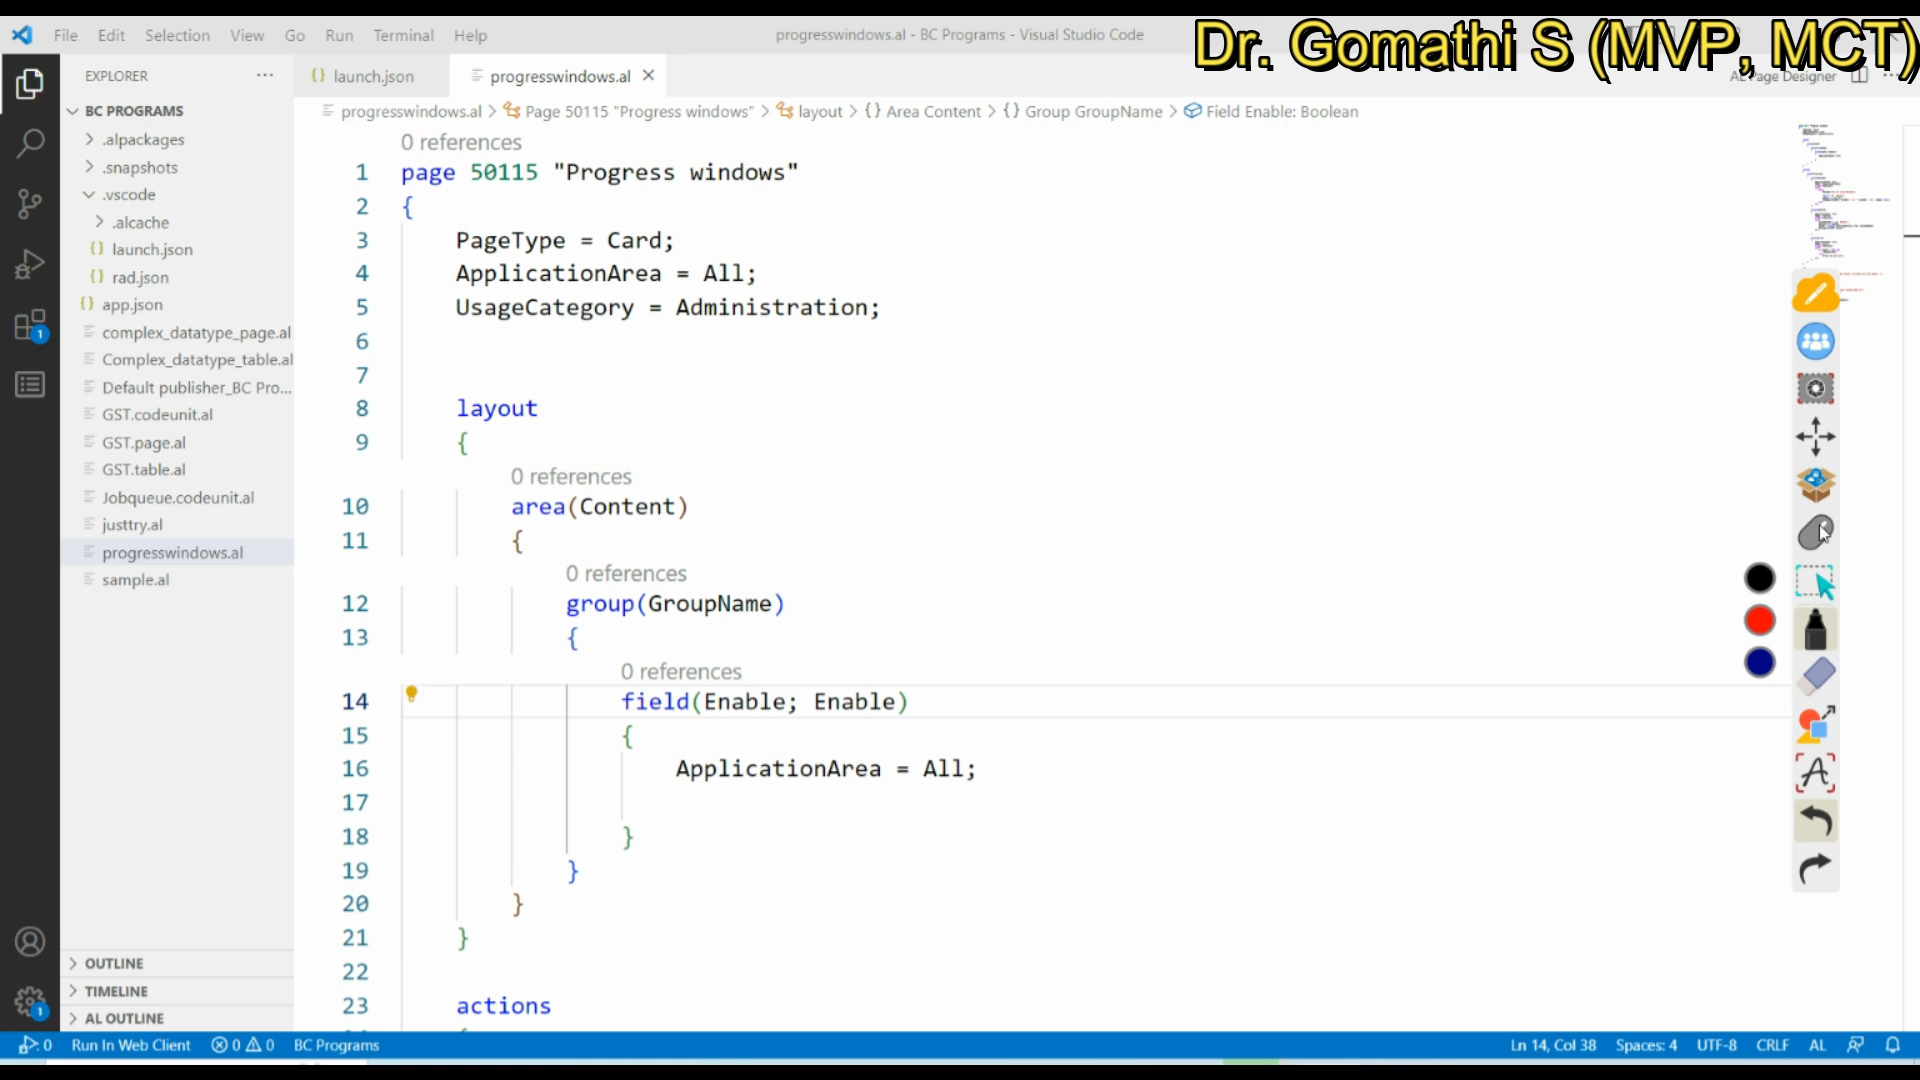 Dr. Gomathi S (MVP, MCT)
File Edit Selection View Go Run Terminal Help
progresswindows.al - BC Programs - Visual Studio Code
EXPLORER
launch.json
progresswindows.al
AL Page Designer
BC PROGRAMS
.alpackages
.snapshots
.vscode
.alcache
launch.json
rad.json
app.json
complex_datatype_page.al
Complex_datatype_table.al
Default publisher_BC Pro...
GST.codeunit.al
GST.page.al
GST.table.al
Jobqueue.codeunit.al
justtry.al
progresswindows.al
sample.al
OUTLINE
TIMELINE
AL OUTLINE
progresswindows.al > Page 50115 "Progress windows" > layout > {} Area Content > {} Group GroupName > Field Enable: Boolean
0 references
1 page 50115 "Progress windows"
2 {
3 PageType = Card;
4 ApplicationArea = All;
5 UsageCategory = Administration;
6
7
8 layout
9 {
0 references
10 area(Content)
11 {
0 references
12 group(GroupName)
13 {
0 references
14 field(Enable; Enable)
15 {
16 ApplicationArea = All;
17
18 }
19 }
20 }
21 }
22
23 actions
0 Run In Web Client 0 0 BC Programs
Ln 14, Col 38 Spaces: 4 UTF-8 CRLF AL